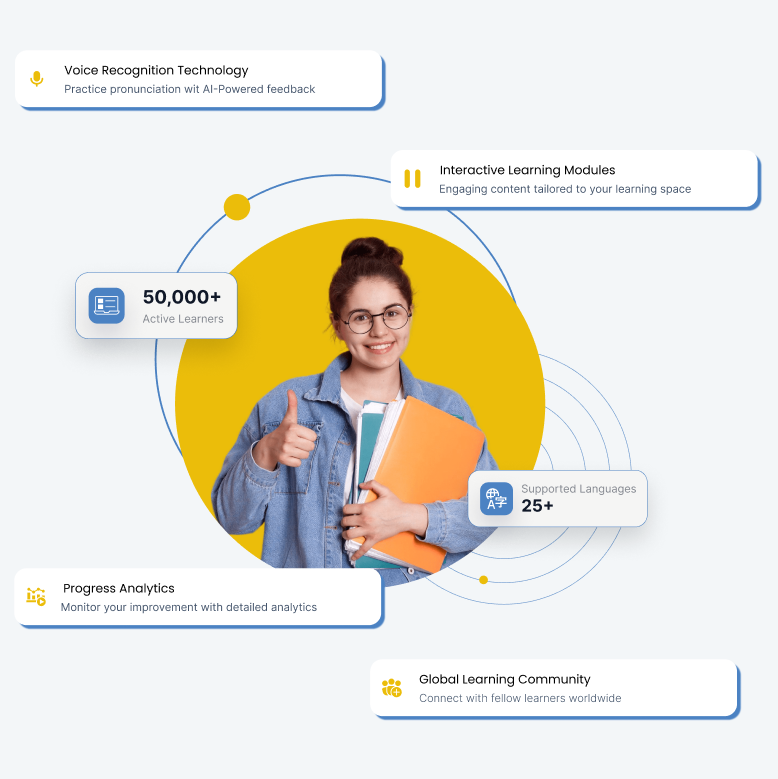 Voice Recognition Technology
Practice pronunciation wit AI-Powered feedback
Interactive Learning Modules
Engaging content tailored to your learning space
50,000+
Active Learners
Supported Languages
A字
25+
Progress Analytics
Monitor your improvement with detailed analytics
Global Learning Community
Connect with fellow learners worldwide